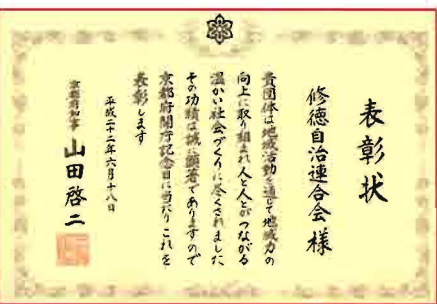 表彰状
修徳自治連合会 様
貴団体は地域活動を通じて地域力の
向上に取り組まれ人と人とがつながる
温かい社会づくりに尽くされました
その功績は誠に顕著でありますので
京都府開庁記念日に当たりこれを
表彰します
平成二十二年六月十八日
京都府知事 山田啓二